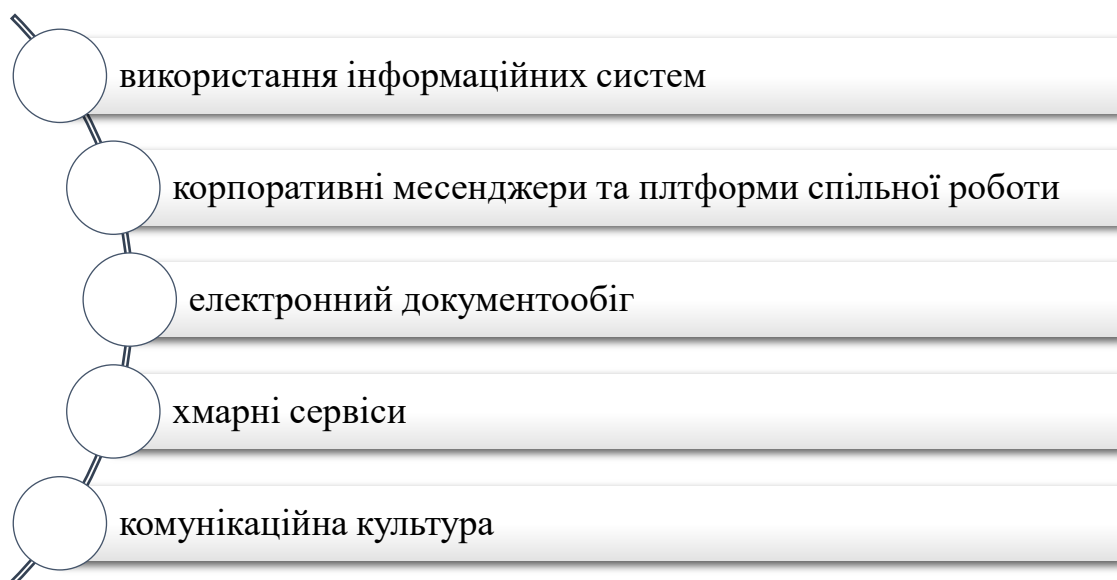 використання інформаційних систем
корпоративні месенджери та плтформи спільної роботи
електронний документообіг
хмарні сервіси
комунікаційна культура